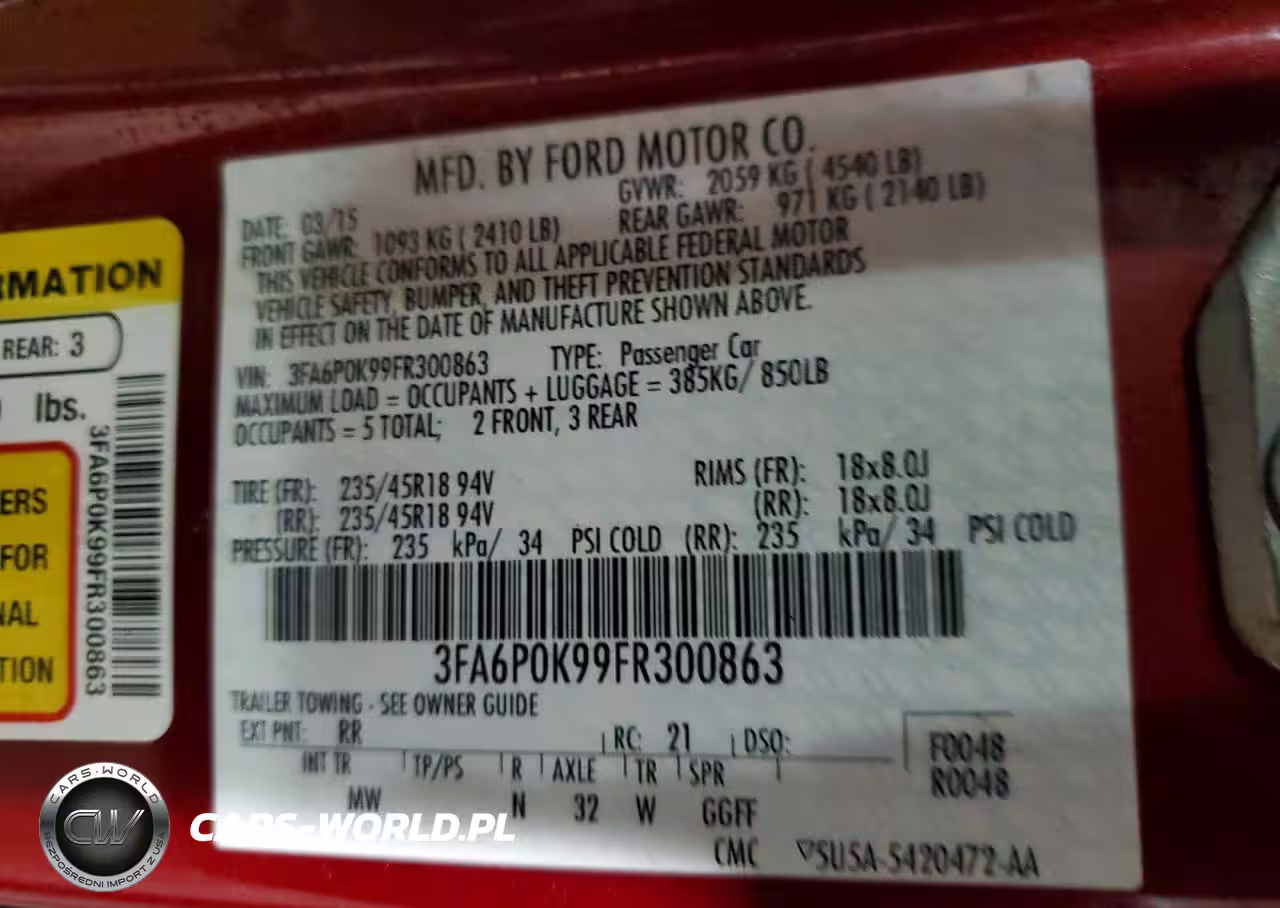 MFD. BY FORD MOTOR CO.
DATE: 03/15 GVWR: 2059 KG ( 4540 LB)
FRONT GAWR: 1093 KG ( 2410 LB) REAR GAWR: 971 KG ( 2140 LB)
THIS VEHICLE CONFORMS TO ALL APPLICABLE FEDERAL MOTOR
VEHICLE SAFETY, BUMPER, AND THEFT PREVENTION STANDARDS
IN EFFECT ON THE DATE OF MANUFACTURE SHOWN ABOVE.
VIN: 3FA6P0K99FR300863 TYPE: Passenger Car
MAXIMUM LOAD = OCCUPANTS + LUGGAGE = 385KG/ 850LB
OCCUPANTS = 5 TOTAL; 2 FRONT, 3 REAR
TIRE (FR): 235/45R18 94V RIMS (FR): 18x8.0J
(RR): 235/45R18 94V (RR): 18x8.0J
PRESSURE (FR): 235 kPa/ 34 PSI COLD (RR): 235 kPa/ 34 PSI COLD
3FA6P0K99FR300863
TRAILER TOWING - SEE OWNER GUIDE
EXT PNT: RR RC: 21 DSO:
INT TR TP/PS R AXLE TR SPR
MW N 32 W GGFF
F0048
R0048
CMC ▽5U5A-5420472-AA
RMATION
REAR: 3
lbs.
3FA6P0K99FR300863
ERS
FOR
NAL
TION
CARS-WORLD
CW
BEZPOŚREDNI IMPORT Z USA
CARS-WORLD.PL